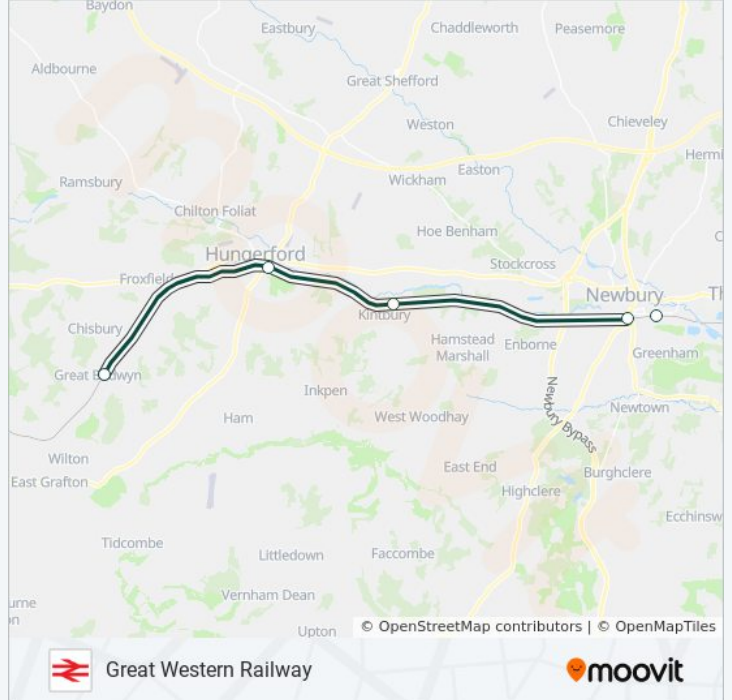 Baydon
Eastbury
Chaddleworth
Peasemore
Aldbourne
Great Shefford
Weston
Chieveley
Hermi
Easton
Ramsbury
Wickham
Chilton Foliat
Hoe Benham
Hungerford
Stockcross
Froxfield
Newbury
Th
Kintbury
Chisbury
Hamstead
Marshall
Enborne
Greenham
Great Bedwyn
Inkpen
Newbury Bypass
Newtown
Ham
West Woodhay
Wilton
East End
Burghclere
East Grafton
Highclere
Ecchinsw
Tidcombe
Littledown
Faccombe
Vernham Dean
urne
on
Upton
© OpenStreetMap contributors | © OpenMapTiles
Great Western Railway
moovit